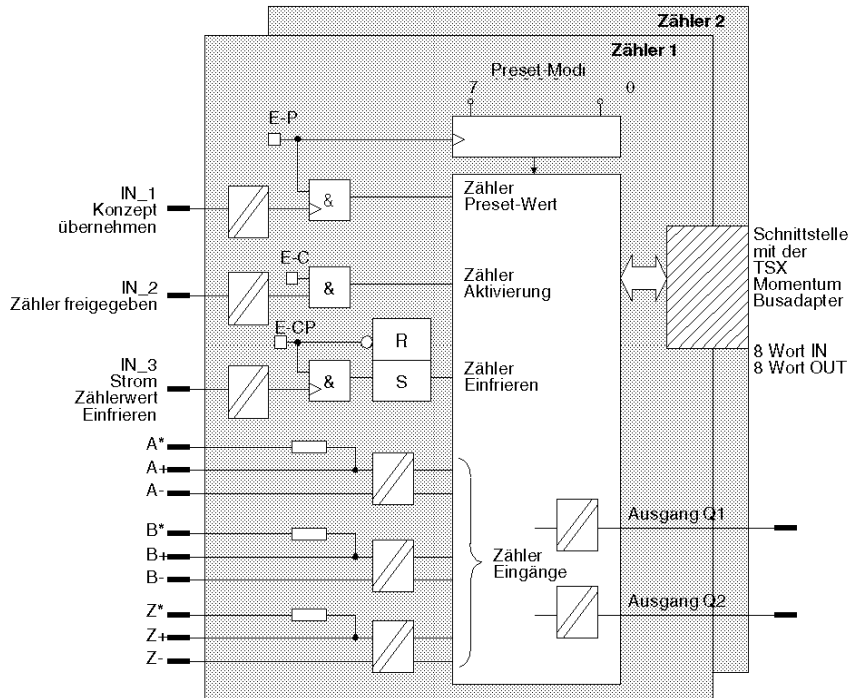 Zähler 2
Zähler 1
Preset-Modi
7
0
E-P
IN_1
Konzept
übernehmen
&
Zähler
Preset-Wert
E-C
IN_2
Zähler freigegeben
&
Zähler
Aktivierung
Schnittstelle
mit der
TSX
Momentum
Busadapter
8 Wort IN
8 Wort OUT
E-CP
R
IN_3
Strom
Zählerwert
Einfrieren
&
S
Zähler
Einfrieren
A*
A+
A-
B*
B+
B-
Z*
Z+
Z-
Zähler
Eingänge
Ausgang Q1
Ausgang Q2